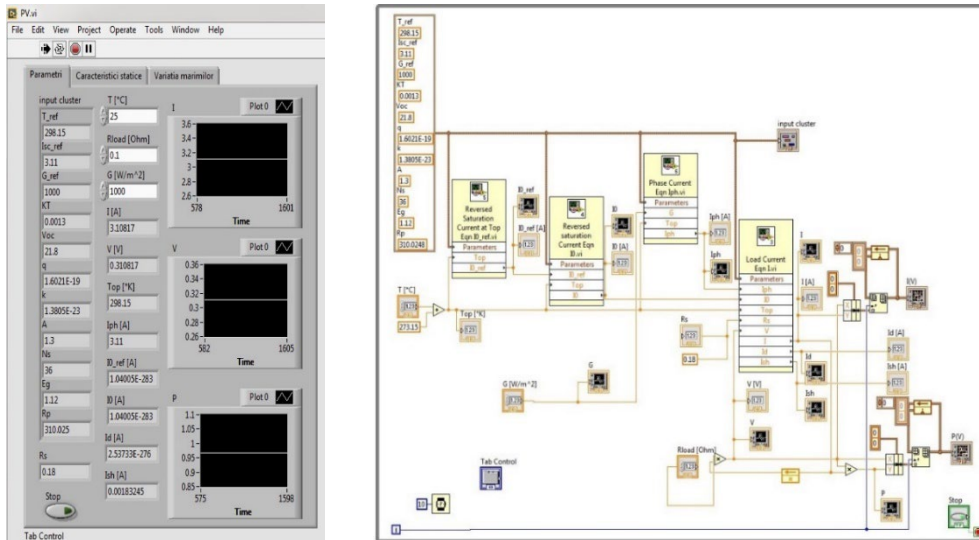 PV.vi
File Edit View Project Operate Tools Window Help
Parametri Caracteristici statice Variatia marimilor
input cluster
T_ref
298.15
Isc_ref
3.11
G_ref
1000
KT
0.0013
Voc
21.8
q
1.6021E-19
k
1.3805E-23
A
1.3
Ns
36
Eg
1.12
Rp
310.025
Rs
0.18
Stop
T [°C]
25
Rload [Ohm]
0.1
G [W/m^2]
1000
I [A]
3.10817
V [V]
0.310817
Top [°K]
298.15
Iph [A]
3.11
I0_ref [A]
1.04005E-283
I0 [A]
1.04005E-283
Id [A]
2.53733E-276
Ish [A]
0.00183245
I Plot 0
3.6
3.4
3.2
3
2.8
2.6
578 1601
Time
V Plot 0
0.36
0.34
0.32
0.3
0.28
0.26
582 1605
Time
P Plot 0
1.1
1.05
1
0.95
0.9
0.85
575 1598
Time
Tab Control
T_ref
298.15
Isc_ref
3.11
G_ref
1000
KT
0.0013
Voc
21.8
q
1.6021E-19
k
1.3805E-23
A
1.3
Ns
36
Eg
1.12
Rp
310.0248
input cluster
Reversed
Saturation
Current at Top
Eqn I0_ref.vi
Parameters
Top
I0_ref
I0_ref
I0_ref [A]
Reversed
saturation
Current Eqn
I0.vi
Parameters
I0_ref
Top
I0
I0
I0 [A]
Phase Current
Eqn Iph.vi
Parameters
G
Top
Iph
Iph [A]
Iph
Load Current
Eqn I.vi
Parameters
Iph
I0
Top
Rs
V
I
Id
Ish
I
I [A]
I(V)
T [°C]
273.15
Top [°K]
Rs
0.18
G [W/m^2]
G
Id
Ish
Id [A]
Ish [A]
V [V]
V
Rload [Ohm]
P(V)
P
Tab Control
10
i
Stop